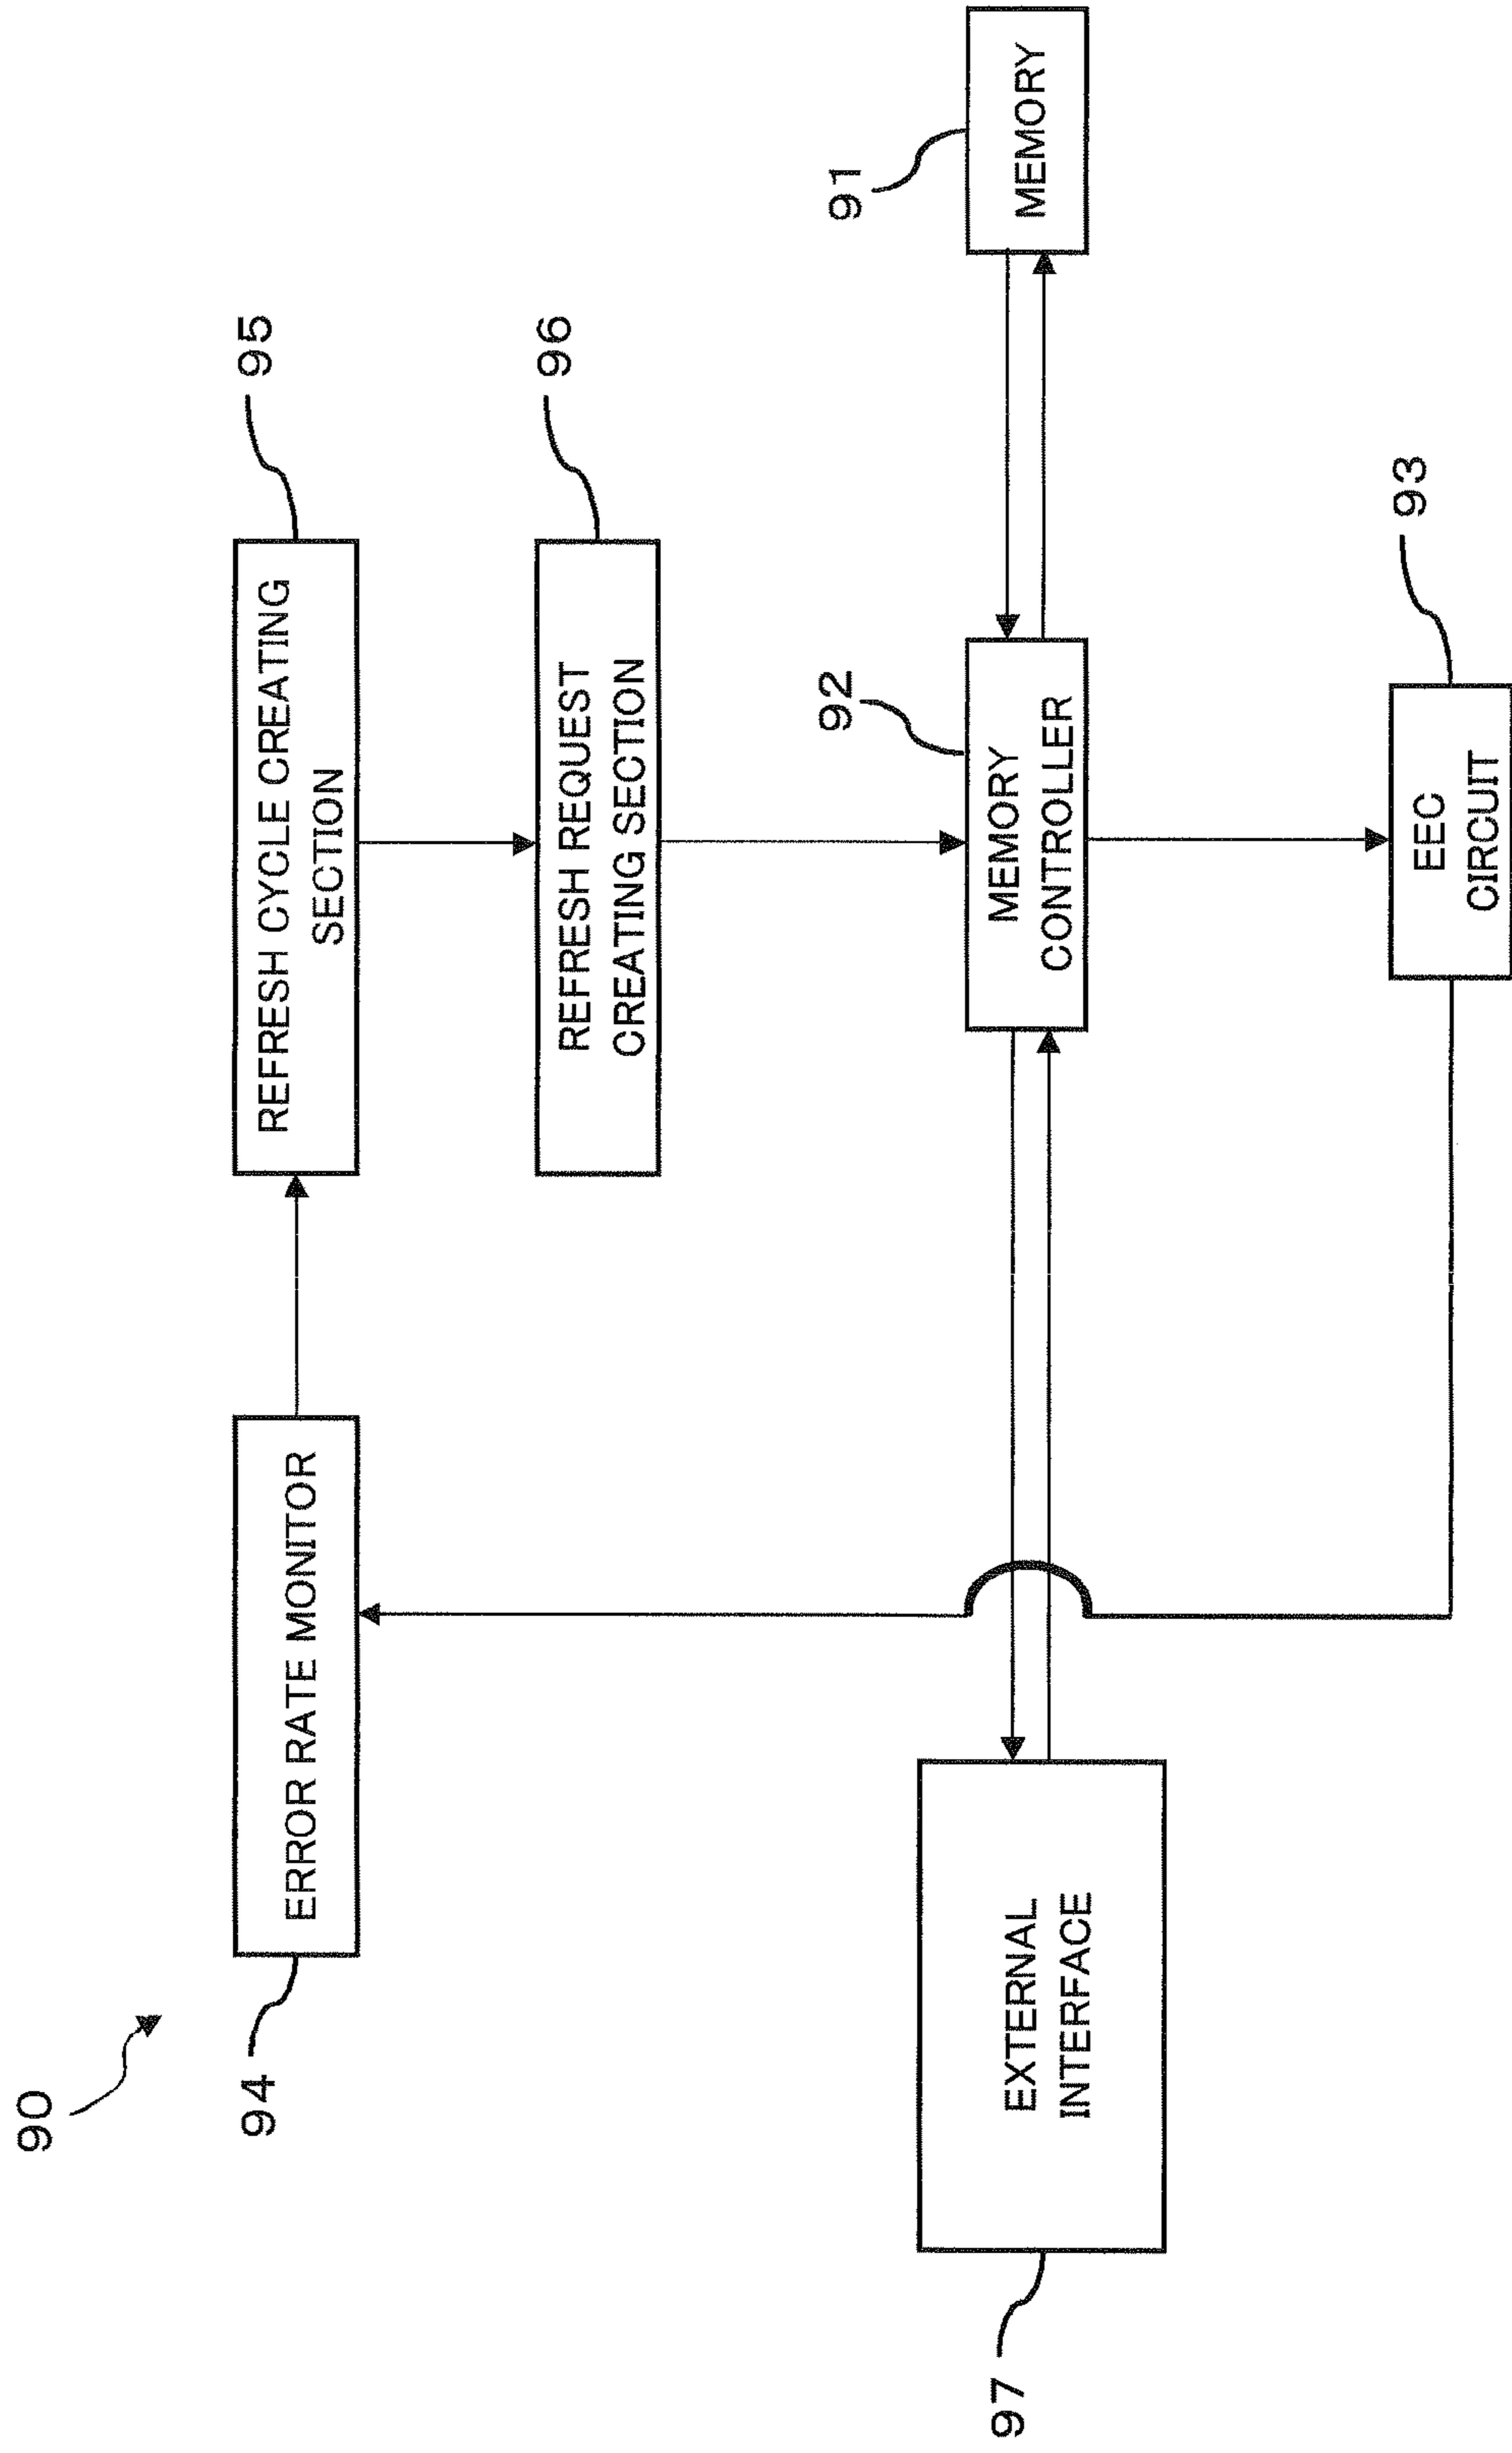 90
94
ERROR RATE MONITOR
95
REFRESH CYCLE CREATING
SECTION
96
REFRESH REQUEST
CREATING SECTION
97
EXTERNAL
INTERFACE
92
MEMORY
CONTROLLER
91
MEMORY
93
EEC
CIRCUIT